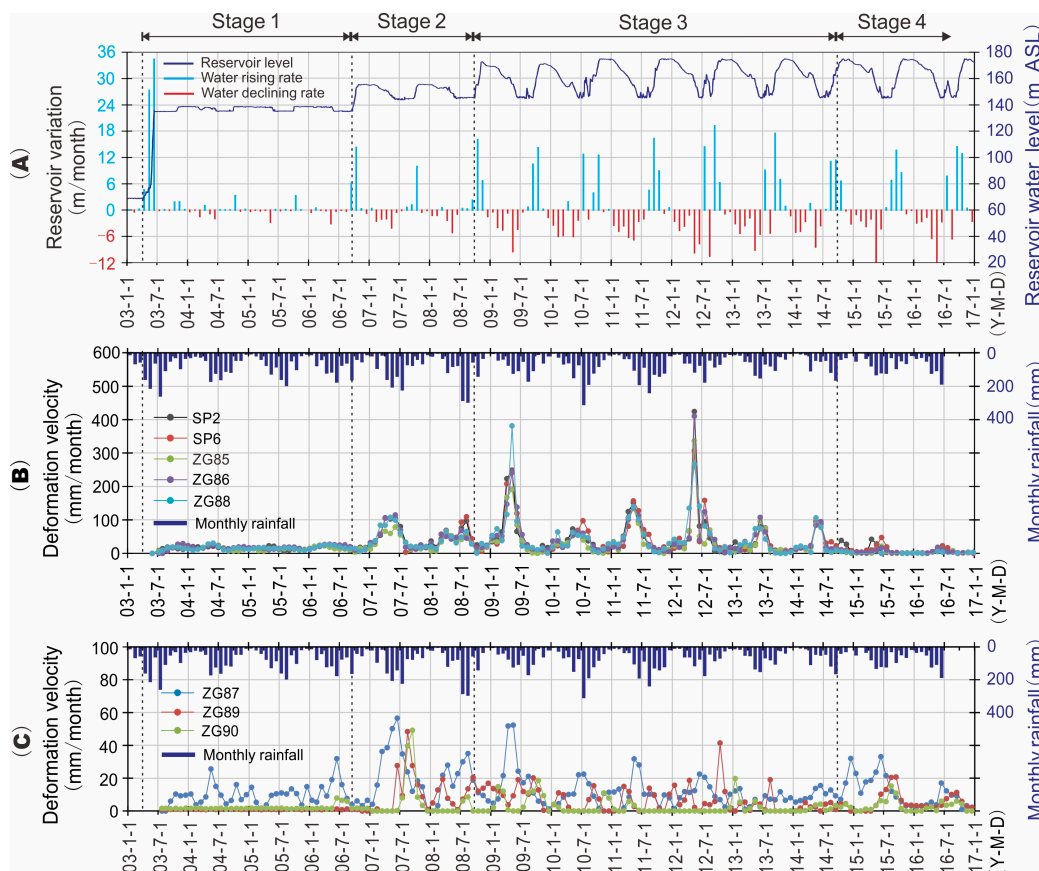 Stage 1 Stage 2 Stage 3 Stage 4
(A)
Reservoir variation
(m/month)
36
30
24
18
12
6
0
−6
−12
Reservoir level
Water rising rate
Water declining rate
180
160
140
120
100
80
60
40
20
Reservoir water level(m ASL)
03-1-1 03-7-1 04-1-1 04-7-1 05-1-1 05-7-1 06-1-1 06-7-1 07-1-1 07-7-1 08-1-1 08-7-1 09-1-1 09-7-1 10-1-1 10-7-1 11-1-1 11-7-1 12-1-1 12-7-1 13-1-1 13-7-1 14-1-1 14-7-1 15-1-1 15-7-1 16-1-1 16-7-1 17-1-1 (Y-M-D)
(B)
Deformation velocity
(mm/month)
600
500
400
300
200
100
0
SP2
SP6
ZG85
ZG86
ZG88
Monthly rainfall
0
200
400
Monthly rainfall(mm)
03-1-1 03-7-1 04-1-1 04-7-1 05-1-1 05-7-1 06-1-1 06-7-1 07-1-1 07-7-1 08-1-1 08-7-1 09-1-1 09-7-1 10-1-1 10-7-1 11-1-1 11-7-1 12-1-1 12-7-1 13-1-1 13-7-1 14-1-1 14-7-1 15-1-1 15-7-1 16-1-1 16-7-1 17-1-1 (Y-M-D)
(C)
Deformation velocity
(mm/month)
100
80
60
40
20
0
ZG87
ZG89
ZG90
Monthly rainfall
0
200
400
Monthly rainfall(mm)
03-1-1 03-7-1 04-1-1 04-7-1 05-1-1 05-7-1 06-1-1 06-7-1 07-1-1 07-7-1 08-1-1 08-7-1 09-1-1 09-7-1 10-1-1 10-7-1 11-1-1 11-7-1 12-1-1 12-7-1 13-1-1 13-7-1 14-1-1 14-7-1 15-1-1 15-7-1 16-1-1 16-7-1 17-1-1 (Y-M-D)